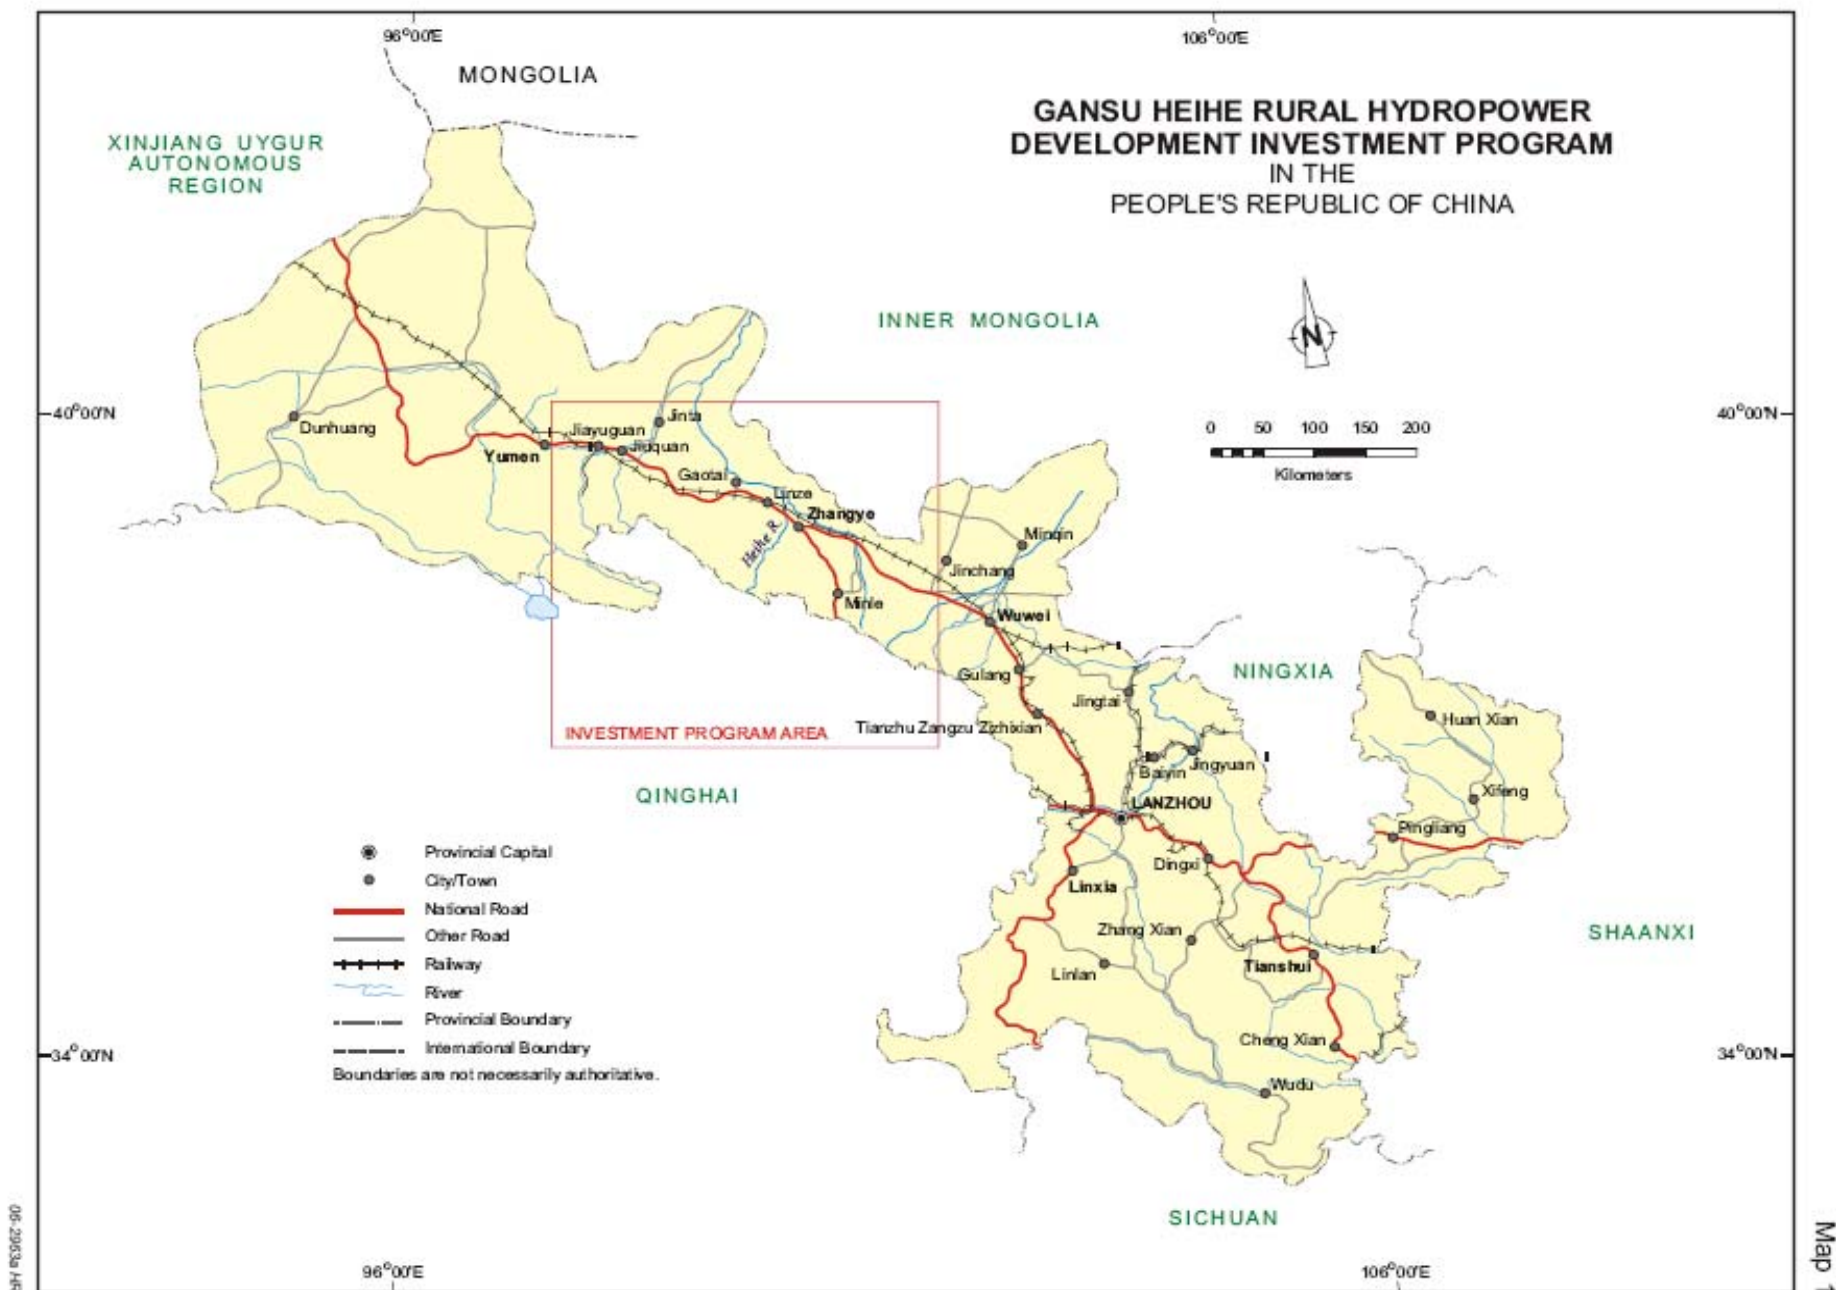 96°00'E
106°00'E
MONGOLIA
GANSU HEIHE RURAL HYDROPOWER
DEVELOPMENT INVESTMENT PROGRAM
IN THE
PEOPLE'S REPUBLIC OF CHINA
XINJIANG UYGUR
AUTONOMOUS
REGION
INNER MONGOLIA
N
40°00'N
40°00'N
0 50 100 150 200
Kilometers
Dunhuang
Yumen
Jiayuguan
Jiuquan
Jinta
Gaotai
Linze
Zhangye
Heihe R.
Minle
Jinchang
Minqin
Wuwei
Gulang
Jingtai
Tianzhu Zangzu Zizhixian
INVESTMENT PROGRAM AREA
NINGXIA
Huan Xian
Xifeng
Pingliang
Baiyin
Jingyuan
LANZHOU
QINGHAI
Dingxi
Linxia
Zhang Xian
Linlan
Tianshui
SHAANXI
Cheng Xian
Wudu
Provincial Capital
City/Town
National Road
Other Road
Railway
River
Provincial Boundary
International Boundary
Boundaries are not necessarily authoritative.
34°00'N
34°00'N
SICHUAN
96°00'E
106°00'E
Map 1